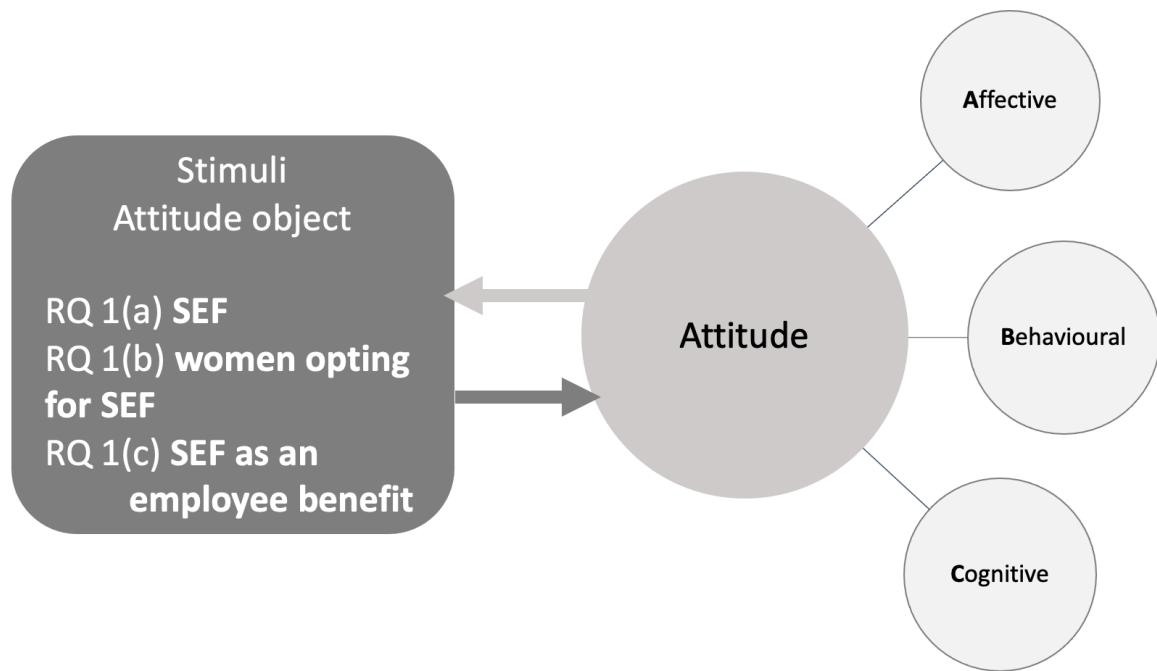 Stimuli
Attitude object
RQ 1(a) SEF
RQ 1(b) women opting
for SEF
RQ 1(c) SEF as an
employee benefit
Attitude
Affective
Behavioural
Cognitive